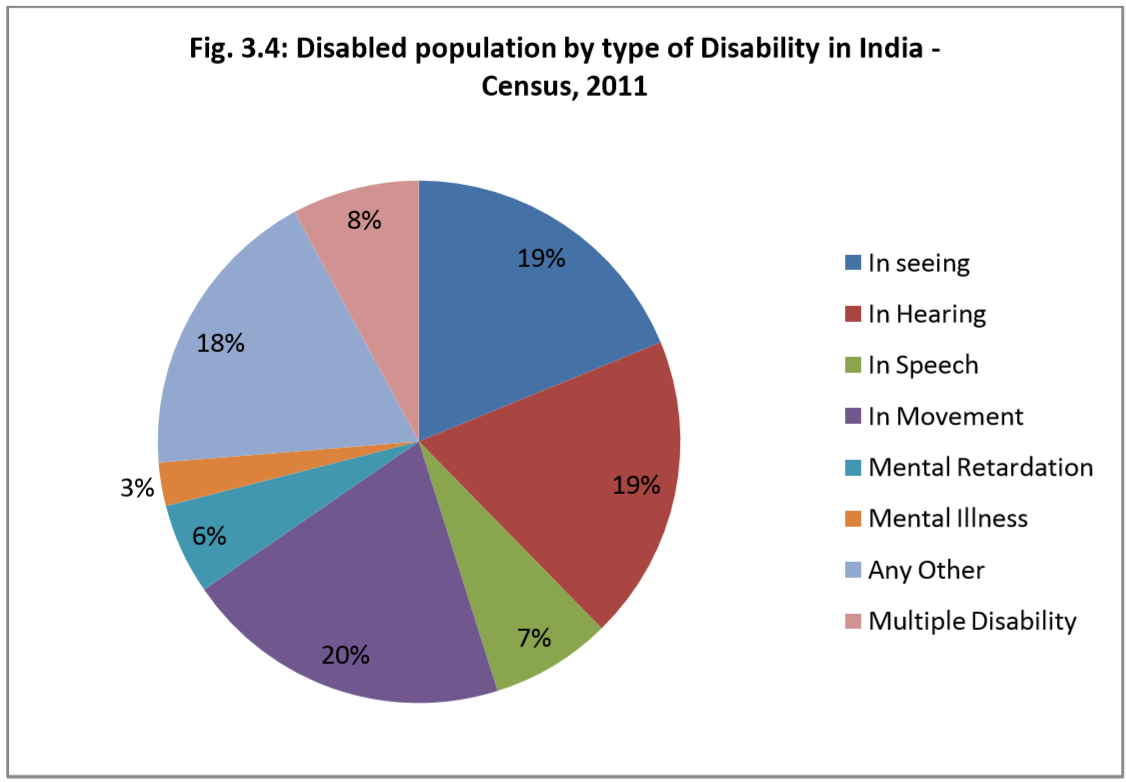 Fig. 3.4: Disabled population by type of Disability in India -
Census, 2011
8%
19%
18%
19%
3%
6%
7%
20%
In seeing
In Hearing
In Speech
In Movement
Mental Retardation
Mental Illness
Any Other
Multiple Disability